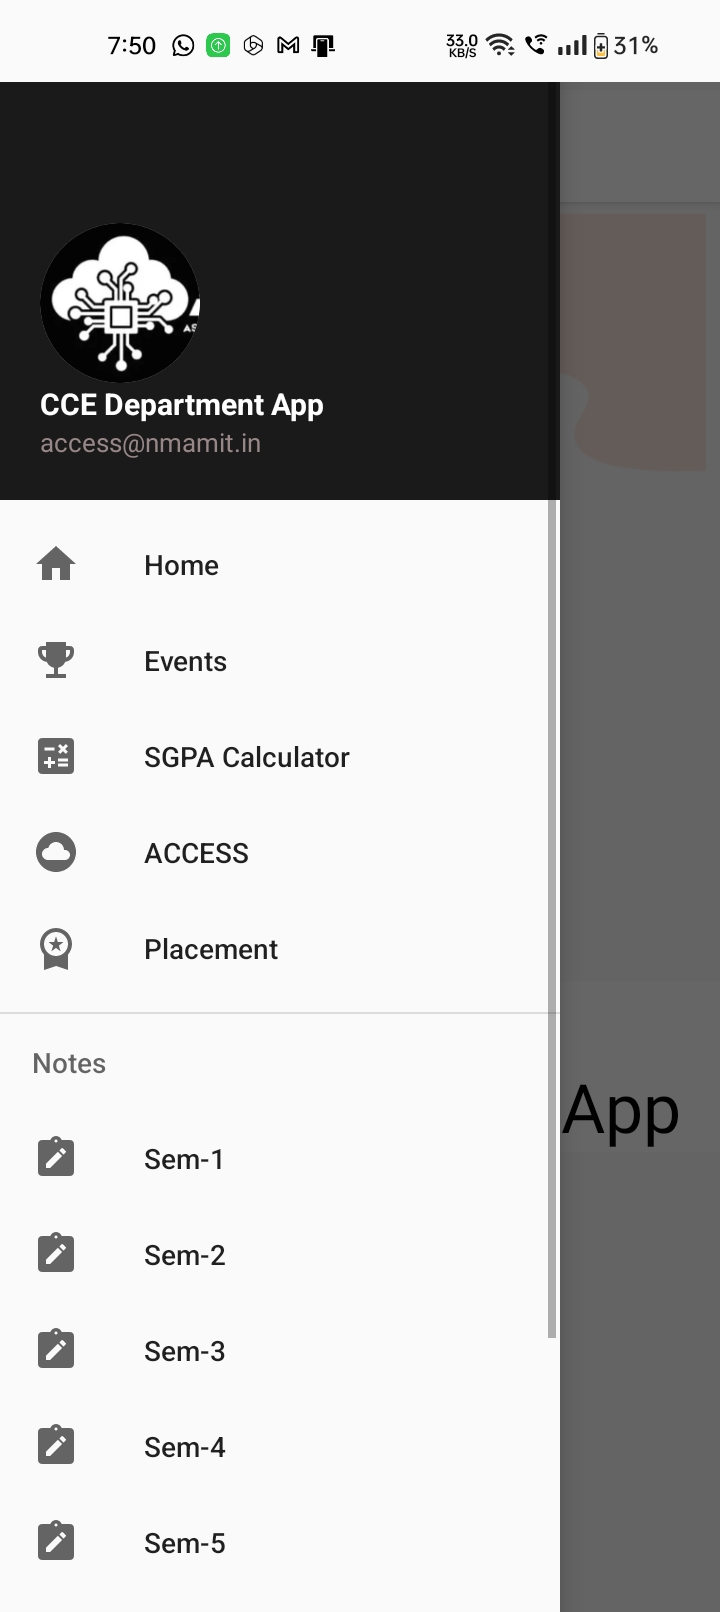 7:50 33.0 KB/S 31%
AS
CCE Department App
access@nmamit.in
Home
Events
SGPA Calculator
ACCESS
Placement
App
Notes
Sem-1
Sem-2
Sem-3
Sem-4
Sem-5